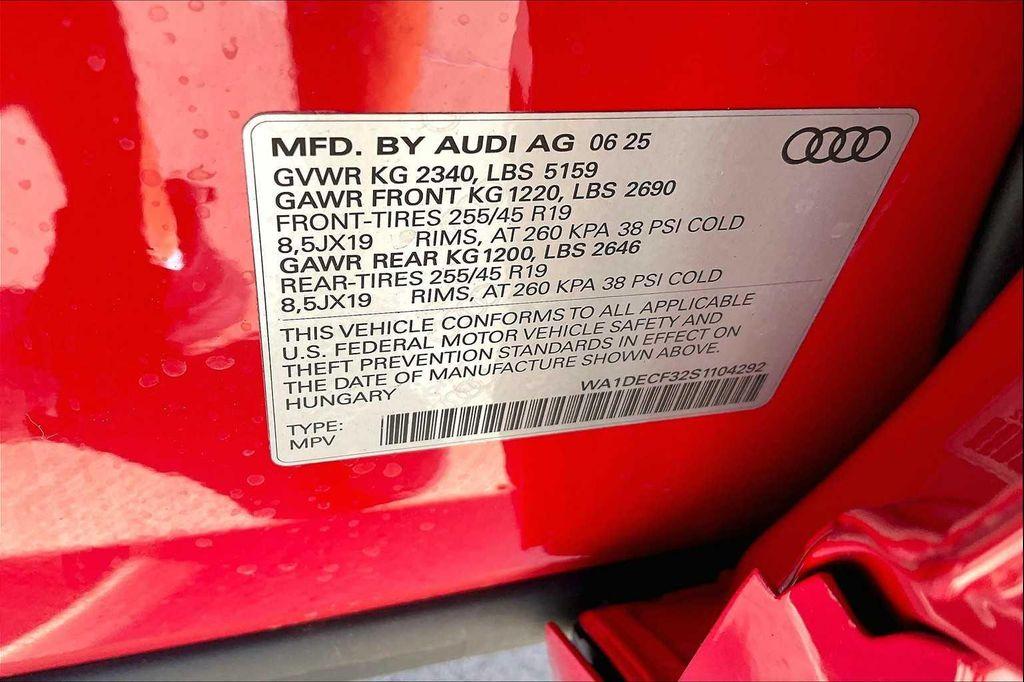 MFD. BY AUDI AG 06 25
GVWR KG 2340, LBS 5159
GAWR FRONT KG 1220, LBS 2690
FRONT-TIRES 255/45 R19
8,5JX19 RIMS, AT 260 KPA 38 PSI COLD
GAWR REAR KG 1200, LBS 2646
REAR-TIRES 255/45 R19
8,5JX19 RIMS, AT 260 KPA 38 PSI COLD
THIS VEHICLE CONFORMS TO ALL APPLICABLE
U.S. FEDERAL MOTOR VEHICLE SAFETY AND
THEFT PREVENTION STANDARDS IN EFFECT ON
THE DATE OF MANUFACTURE SHOWN ABOVE.
HUNGARY WA1DECF32S1104292
TYPE:
MPV